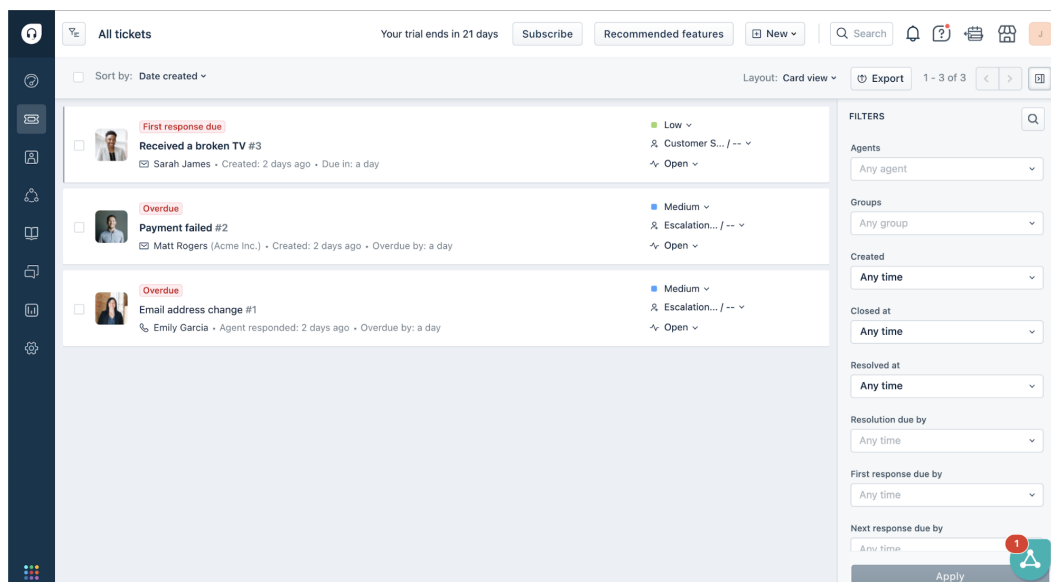 All tickets
Your trial ends in 21 days
Subscribe
Recommended features
New
Search
J
Sort by: Date created
Layout: Card view
Export
1 - 3 of 3
First response due
Received a broken TV #3
Sarah James • Created: 2 days ago • Due in: a day
Low
Customer S... / --
Open
Overdue
Payment failed #2
Matt Rogers (Acme Inc.) • Created: 2 days ago • Overdue by: a day
Medium
Escalation... / --
Open
Overdue
Email address change #1
Emily Garcia • Agent responded: 2 days ago • Overdue by: a day
Medium
Escalation... / --
Open
FILTERS
Agents
Any agent
Groups
Any group
Created
Any time
Closed at
Any time
Resolved at
Any time
Resolution due by
Any time
First response due by
Any time
Next response due by
Any time
1
Apply